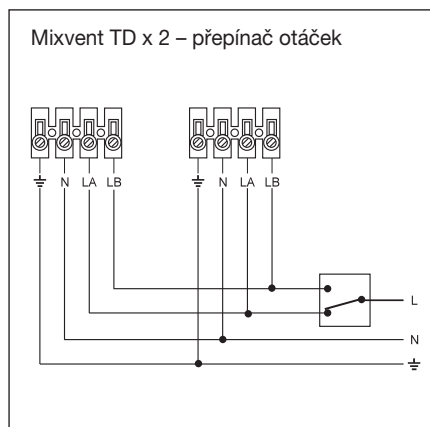 Mixvent TD x 2 – přepínač otáček
N LA LB N LA LB
L
N